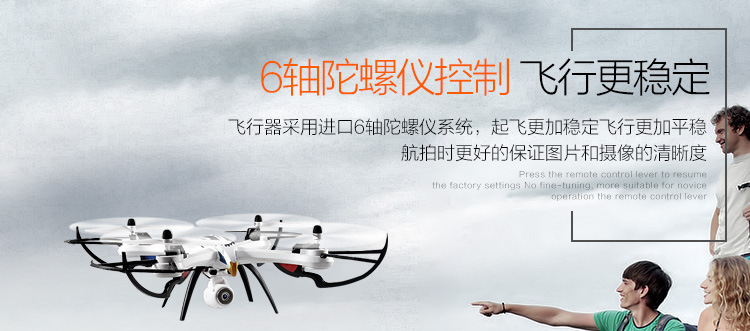 6轴陀螺仪控制 飞行更稳定
飞行器采用进口6轴陀螺仪系统，起飞更加稳定飞行更加平稳
航拍时更好的保证图片和摄像的清晰度
Press the remote control lever to resume
the factory settings No fine-tuning, more suitable for novice
operation the remote control lever